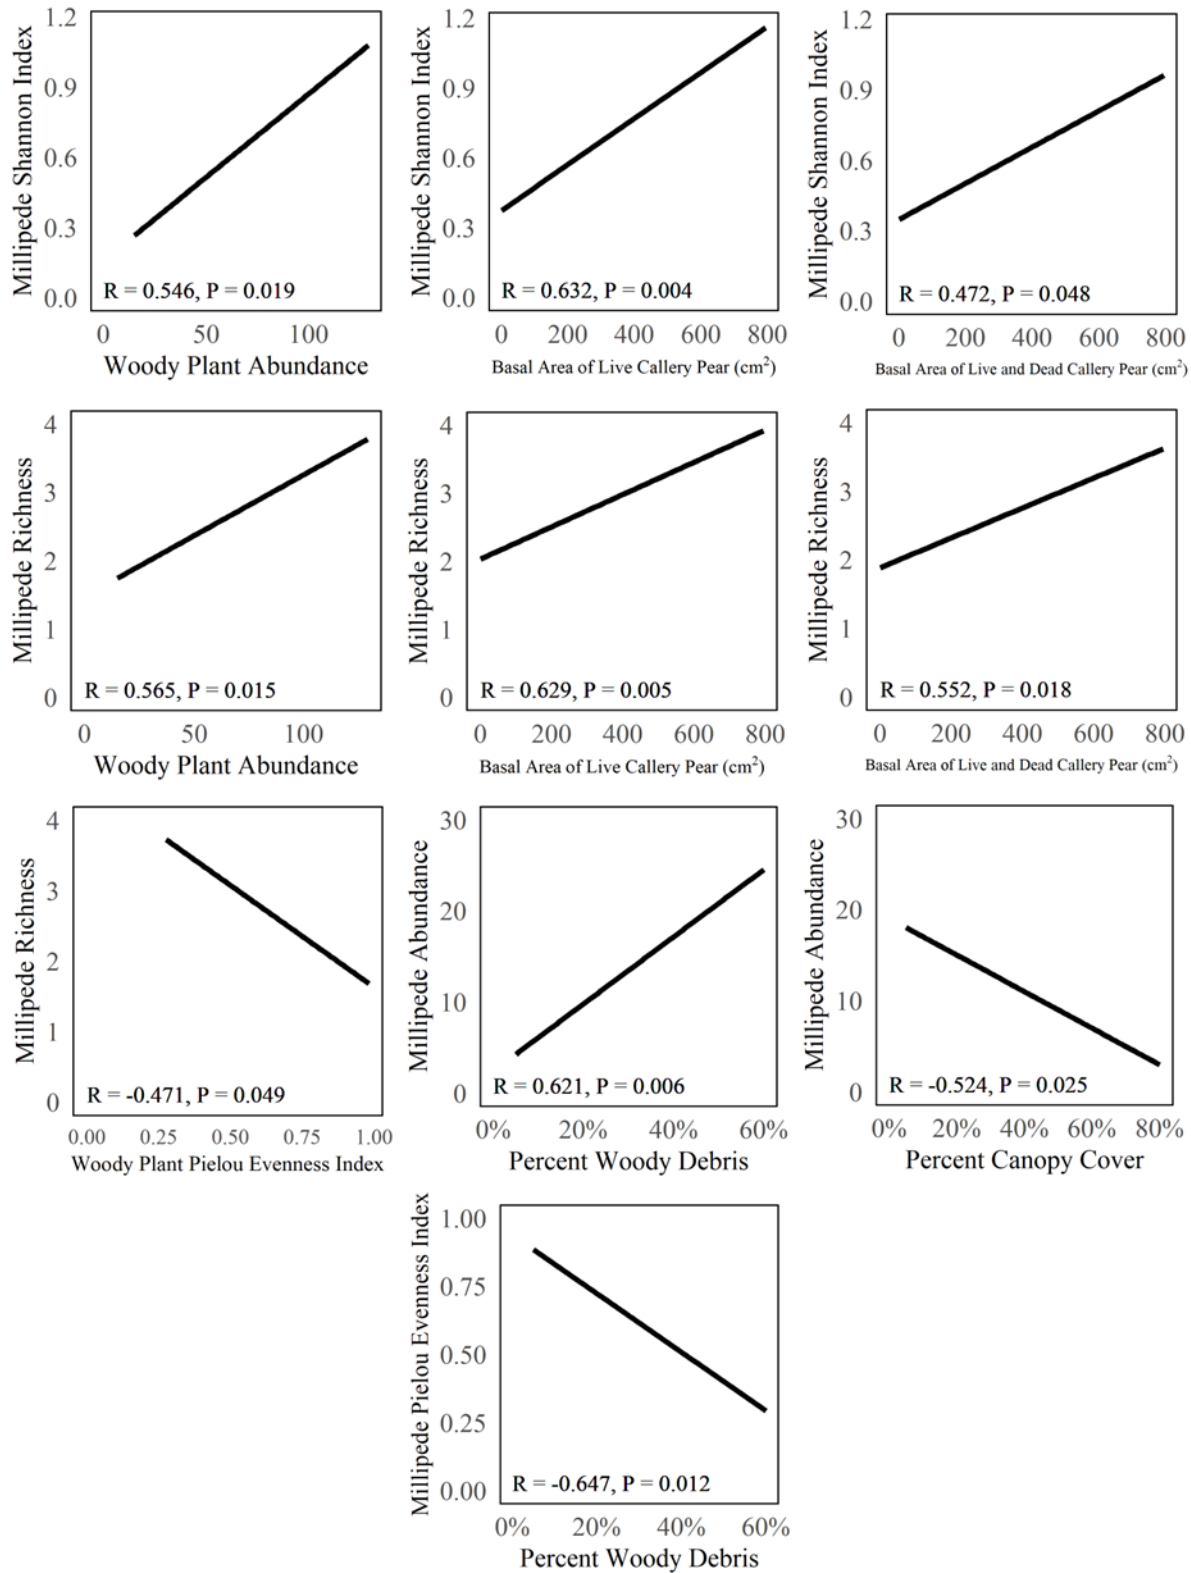 Millipede Shannon Index
1.2
0.9
0.6
0.3
0.0
R = 0.546, P = 0.019
0 50 100
Woody Plant Abundance
Millipede Shannon Index
1.2
0.9
0.6
0.3
0.0
R = 0.632, P = 0.004
0 200 400 600 800
Basal Area of Live Callery Pear (cm²)
Millipede Shannon Index
1.2
0.9
0.6
0.3
0.0
R = 0.472, P = 0.048
0 200 400 600 800
Basal Area of Live and Dead Callery Pear (cm²)
Millipede Richness
4
3
2
1
0
R = 0.565, P = 0.015
0 50 100
Woody Plant Abundance
Millipede Richness
4
3
2
1
0
R = 0.629, P = 0.005
0 200 400 600 800
Basal Area of Live Callery Pear (cm²)
Millipede Richness
4
3
2
1
0
R = 0.552, P = 0.018
0 200 400 600 800
Basal Area of Live and Dead Callery Pear (cm²)
Millipede Richness
4
3
2
1
0
R = -0.471, P = 0.049
0.00 0.25 0.50 0.75 1.00
Woody Plant Pielou Evenness Index
Millipede Abundance
30
20
10
0
R = 0.621, P = 0.006
0% 20% 40% 60%
Percent Woody Debris
Millipede Abundance
30
20
10
0
R = -0.524, P = 0.025
0% 20% 40% 60% 80%
Percent Canopy Cover
Millipede Pielou Evenness Index
1.00
0.75
0.50
0.25
0.00
R = -0.647, P = 0.012
0% 20% 40% 60%
Percent Woody Debris